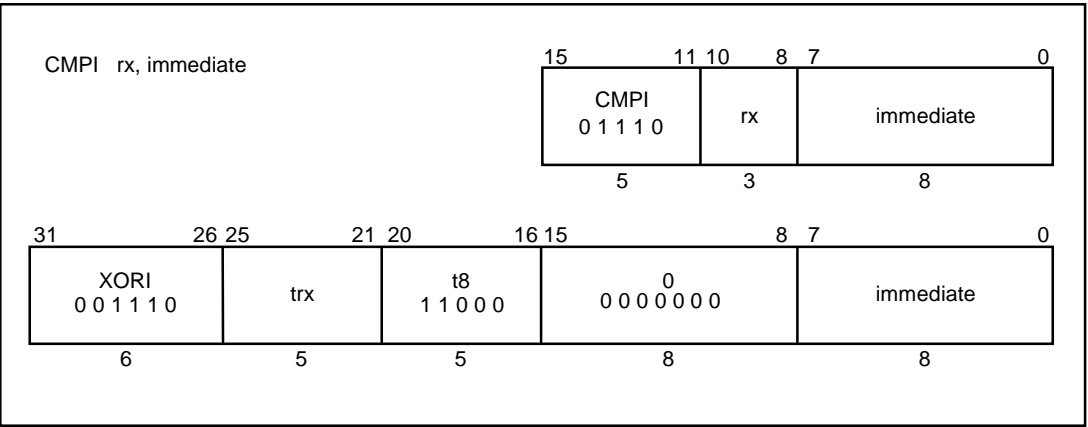 CMPI rx, immediate
15 11 10 8 7 0
CMPI rx immediate
0 1 1 1 0
5 3 8
31 26 25 21 20 16 15 8 7 0
XORI trx t8 0 immediate
0 0 1 1 1 0 1 1 0 0 0 0 0 0 0 0 0 0
6 5 5 8 8